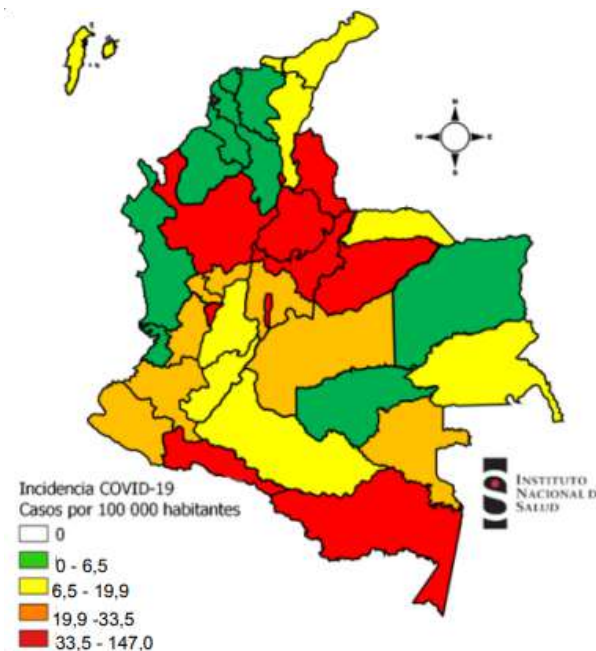 N
W
E
S
Incidencia COVID-19
Casos por 100 000 habitantes
0
0 - 6,5
6,5 - 19,9
19,9 -33,5
33,5 - 147,0
INSTITUTO
NACIONAL D
SALUD